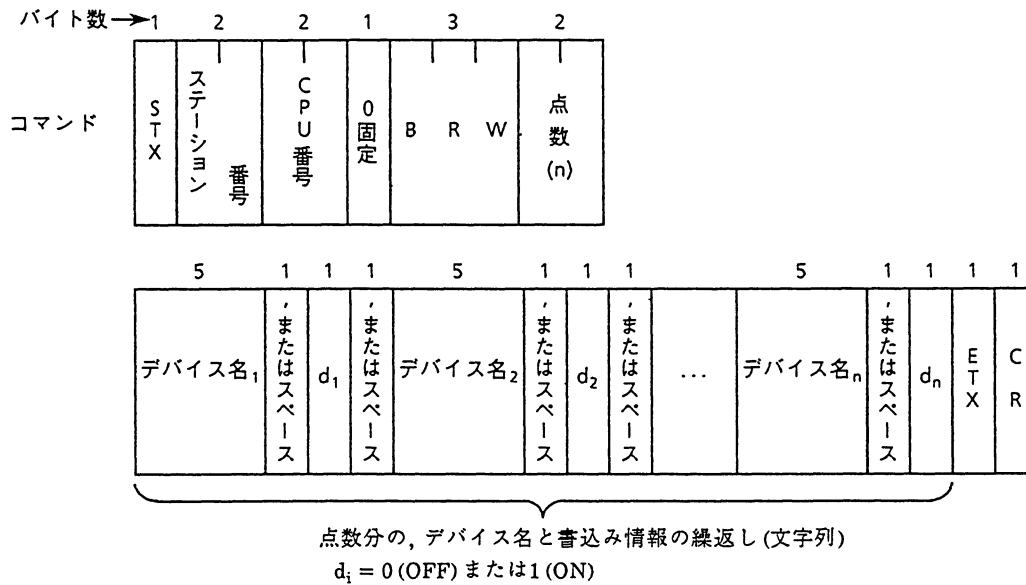 バイト数→1 2 2 1 3 2
コマンド
STX
ステーション番号
CPU番号
0固定
B R W
点数(n)
5 1 1 1 5 1 1 1 5 1 1 1 1
デバイス名1
,またはスペース
d1
,またはスペース
デバイス名2
,またはスペース
d2
,またはスペース
...
デバイス名n
,またはスペース
dn
ETX
CR
点数分の, デバイス名と書込み情報の繰返し(文字列)
di = 0 (OFF) または1 (ON)